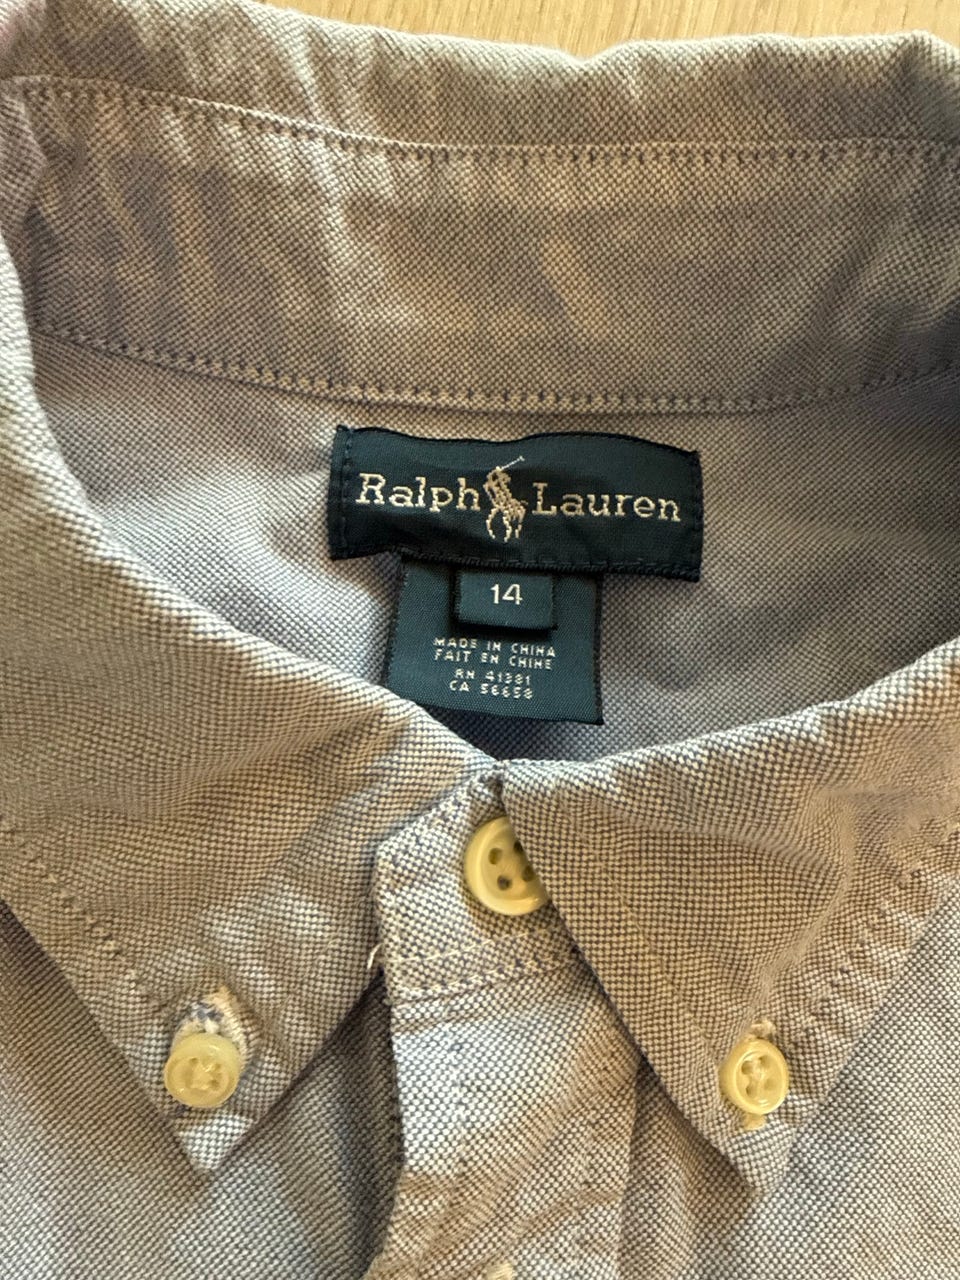 Ralph Lauren
14
MADE IN CHINA
FAIT EN CHINE
RN 41381
CA 56658